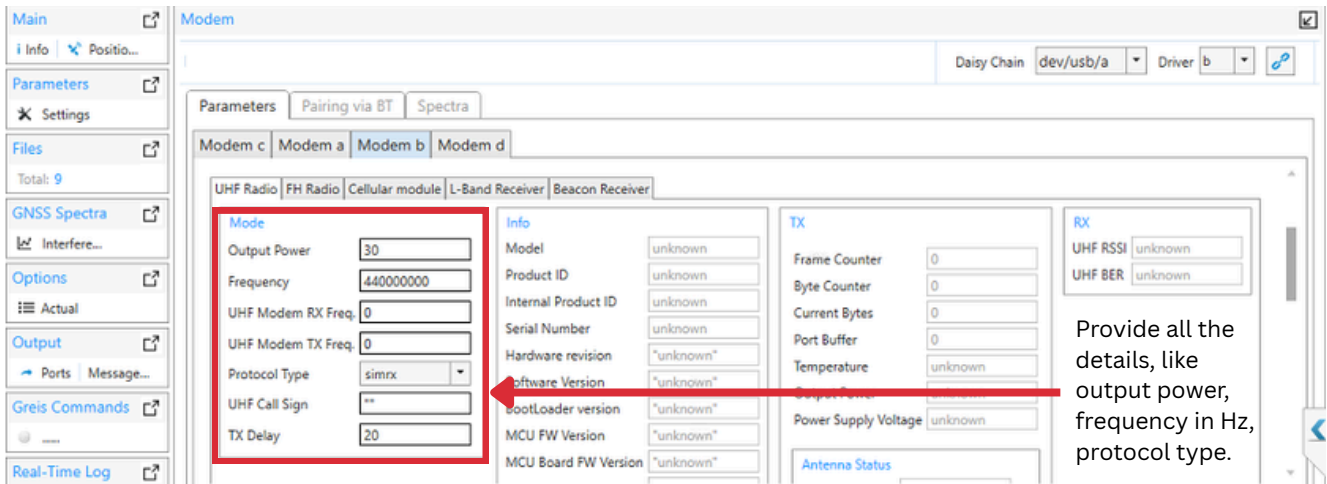 Main
Info
Positio...
Parameters
Settings
Files
Total: 9
GNSS Spectra
Interfere...
Options
Actual
Output
Ports
Message...
Greis Commands
......
Real-Time Log
Modem
Daisy Chain dev/usb/a
Driver b
Parameters
Pairing via BT
Spectra
Modem c
Modem a
Modem b
Modem d
UHF Radio
FH Radio
Cellular module
L-Band Receiver
Beacon Receiver
Mode
Output Power 30
Frequency 440000000
UHF Modem RX Freq. 0
UHF Modem TX Freq. 0
Protocol Type simrx
UHF Call Sign ""
TX Delay 20
Info
Model unknown
Product ID unknown
Internal Product ID unknown
Serial Number unknown
Hardware revision "unknown"
Software Version "unknown"
BootLoader version "unknown"
MCU FW Version "unknown"
MCU Board FW Version "unknown"
TX
Frame Counter 0
Byte Counter 0
Current Bytes 0
Port Buffer 0
Temperature unknown
Output Power unknown
Power Supply Voltage unknown
Antenna Status
RX
UHF RSSI unknown
UHF BER unknown
Provide all the
details, like
output power,
frequency in Hz,
protocol type.